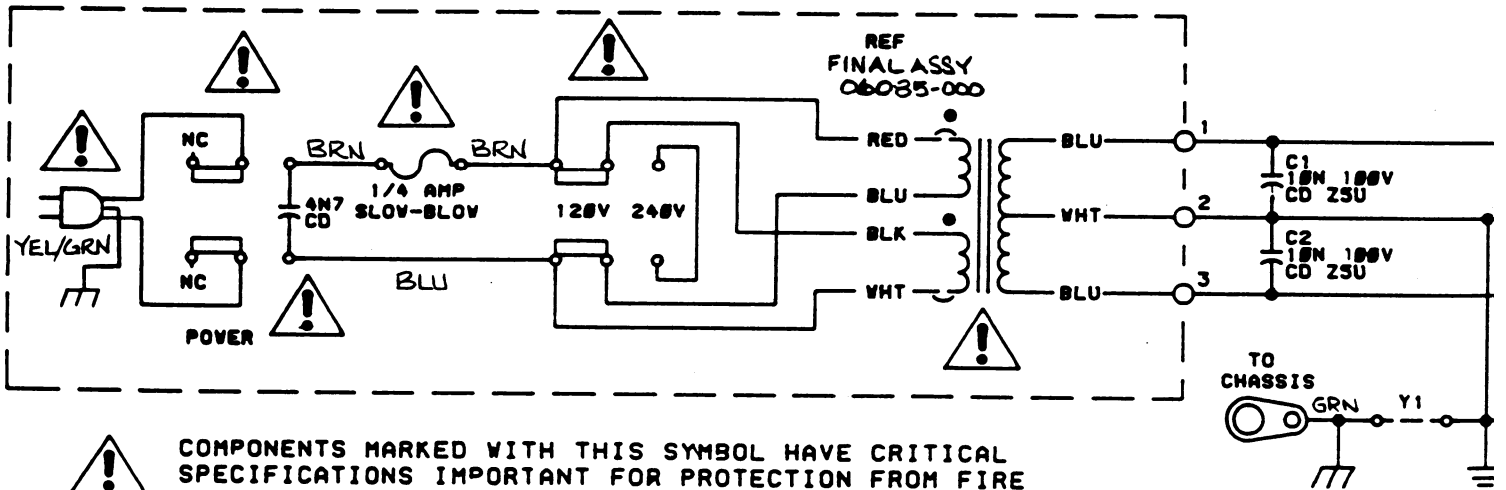 REF
FINAL ASSY
06085-000
NC
BRN
BRN
1/4 AMP
SLOW-BLOW
4N7
CD
120V
240V
RED
BLU
BLK
WHT
BLU
1
WHT
2
BLU
3
C1
10N 100V
CD Z5U
C2
10N 100V
CD Z5U
YEL/GRN
NC
BLU
POWER
TO
CHASSIS
GRN
Y1
COMPONENTS MARKED WITH THIS SYMBOL HAVE CRITICAL
SPECIFICATIONS IMPORTANT FOR PROTECTION FROM FIRE